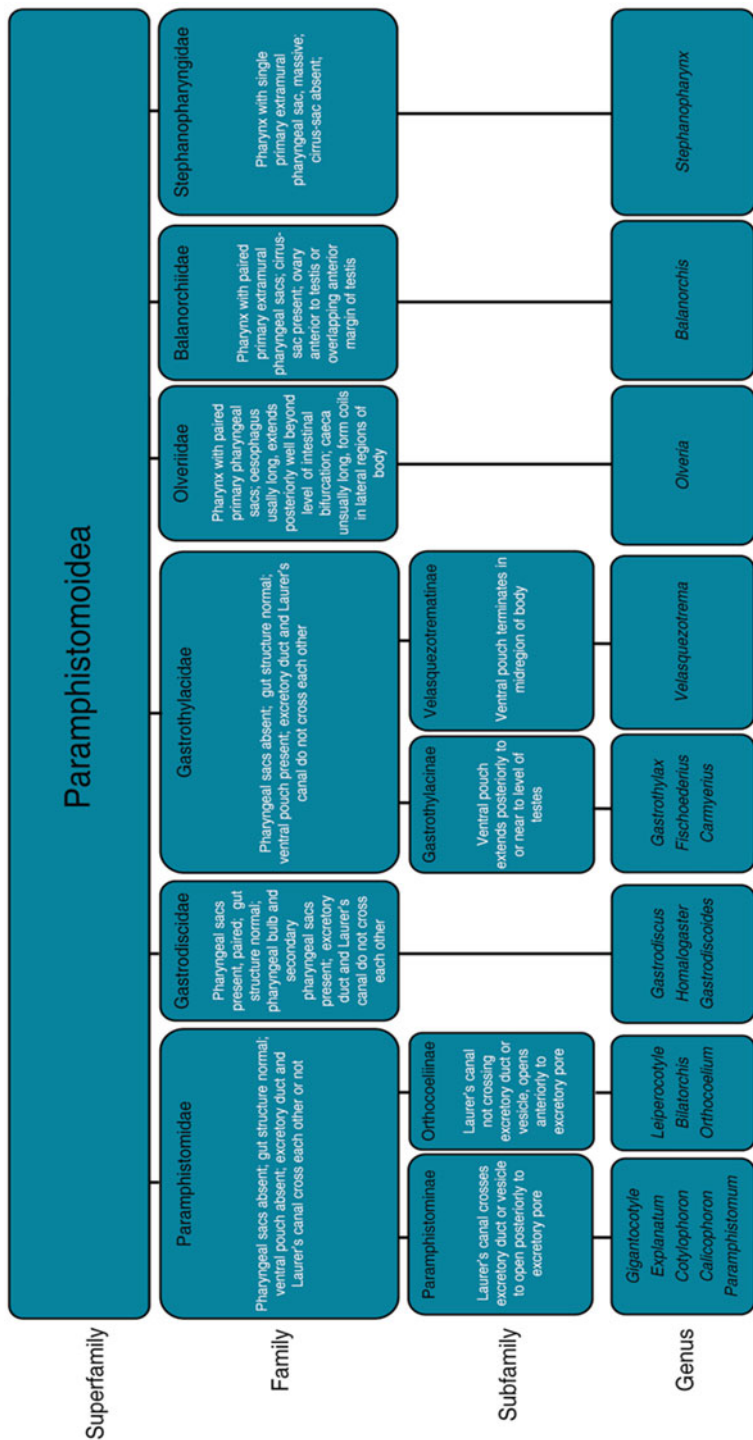 Superfamily
Paramphistomoidea
Family
Paramphistomidae
Pharyngeal sacs absent; gut structure normal;
ventral pouch absent; excretory duct and
Laurer's canal cross each other or not
Gastrodiscidae
Pharyngeal sacs
present, paired; gut
structure normal;
pharyngeal bulb and
secondary
pharyngeal sacs
present; excretory
duct and Laurer's
canal do not cross
each other
Gastrothylacidae
Pharyngeal sacs absent; gut structure normal;
ventral pouch present; excretory duct and Laurer's
canal do not cross each other
Olveriidae
Pharynx with paired
primary pharyngeal
sacs; oesophagus
usally long, extends
posteriorly well beyond
level of intestinal
bifurcation; caeca
unsually long, form coils
in lateral regions of
body
Balanorchiidae
Pharynx with paired
primary extramural
pharyngeal sacs; cirrus-
sac present; ovary
anterior to testis or
overlapping anterior
margin of testis
Stephanopharyngidae
Pharynx with single
primary extramural
pharyngeal sac, massive;
cirrus-sac absent;
Subfamily
Paramphistominae
Laurer's canal crosses
excretory duct or vesicle
to open posteriorly to
excretory pore
Orthocoeliinae
Laurer's canal
not crossing
excretory duct or
vesicle, opens
anteriorly to
excretory pore
Gastrothylacinae
Ventral pouch
extends posteriorly to
or near to level of
testes
Velasquezotrematinae
Ventral pouch terminates in
midregion of body
Genus
Gigantocotyle
Explanatum
Cotylophoron
Calicophoron
Paramphistomum
Leiperocotyle
Bilatorchis
Orthocoelium
Gastrodiscus
Homalogaster
Gastrodiscoides
Gastrothylax
Fischoederius
Carmyerius
Velasquezotrema
Olveria
Balanorchis
Stephanopharynx